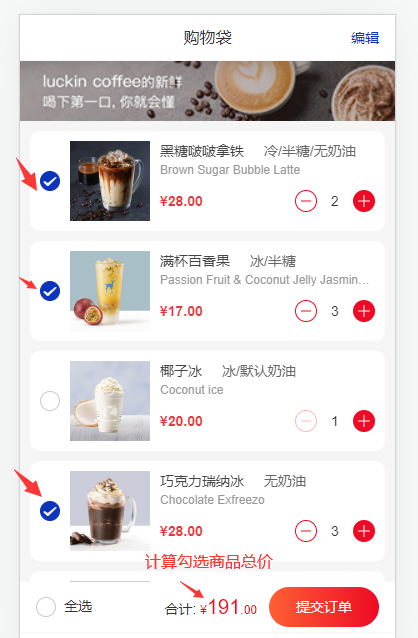 购物袋
编辑
luckin coffee的新鲜
喝下第一口, 你就会懂
黑糖啵啵拿铁 冷/半糖/无奶油
Brown Sugar Bubble Latte
¥28.00
2
满杯百香果 冰/半糖
Passion Fruit & Coconut Jelly Jasmin...
¥17.00
3
椰子冰 冰/默认奶油
Coconut ice
¥20.00
1
巧克力瑞纳冰 无奶油
Chocolate Exfreezo
¥28.00
3
计算勾选商品总价
全选
合计: ¥191.00
提交订单